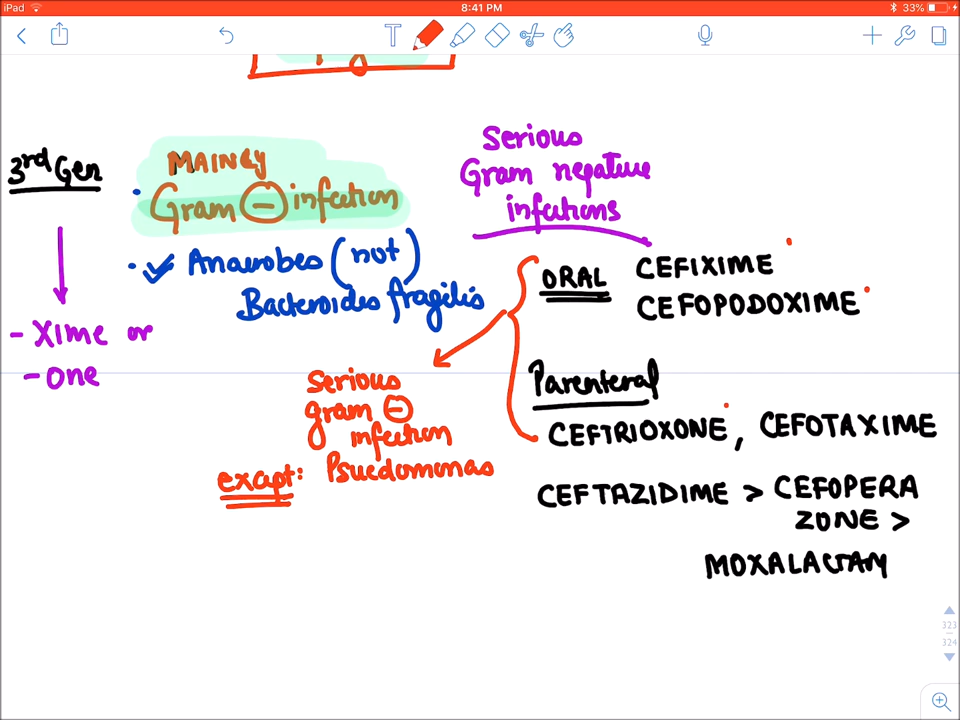 iPad
8:41 PM
33%
T
3rd Gen
- Xime or
- one
MAINLY
Gram ⊖ infection
Anaerobes (not)
Bacteroides fragilis
Serious
Gram negative
infections
ORAL CEFIXIME
CEFOPODOXIME
Parenteral
CEFTRIOXONE, CEFOTAXIME
CEFTAZIDIME > CEFOPERA
ZONE >
MOXALACTAM
Serious
gram ⊖
infection
except: Psuedomonas
323
324